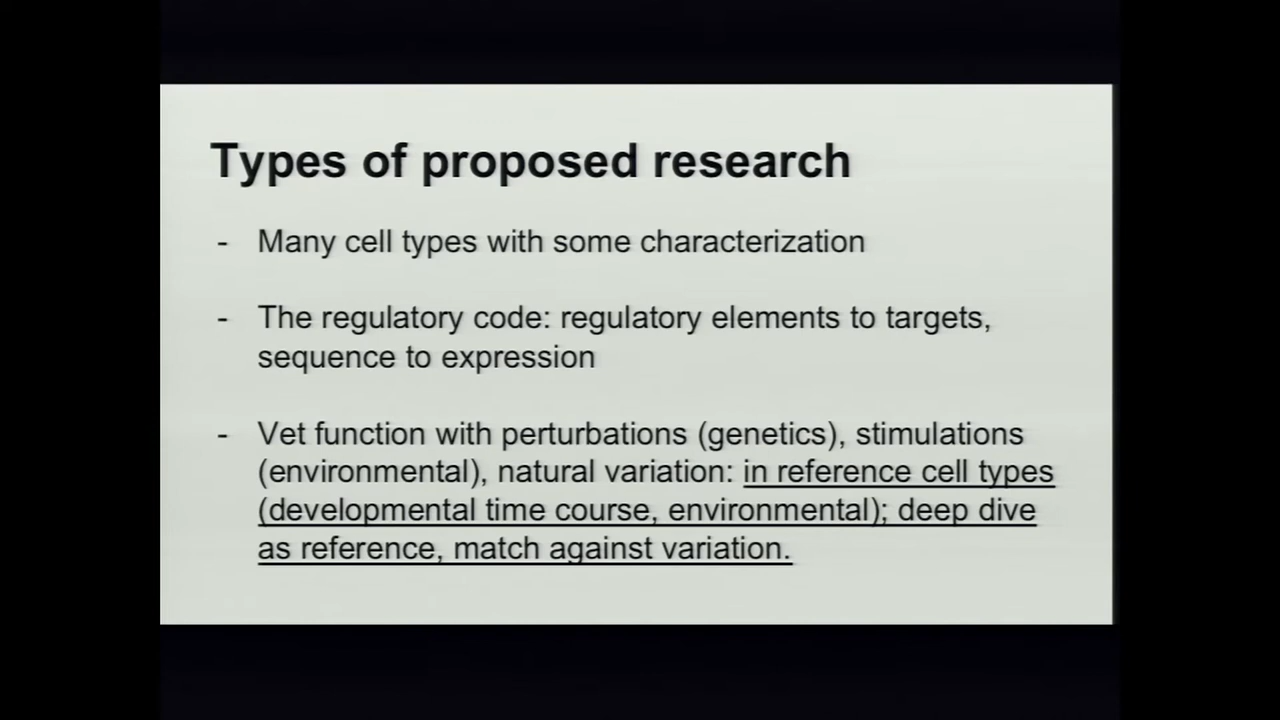 Types of proposed research
- Many cell types with some characterization
- The regulatory code: regulatory elements to targets,
sequence to expression
- Vet function with perturbations (genetics), stimulations
(environmental), natural variation: in reference cell types
(developmental time course, environmental); deep dive
as reference, match against variation.